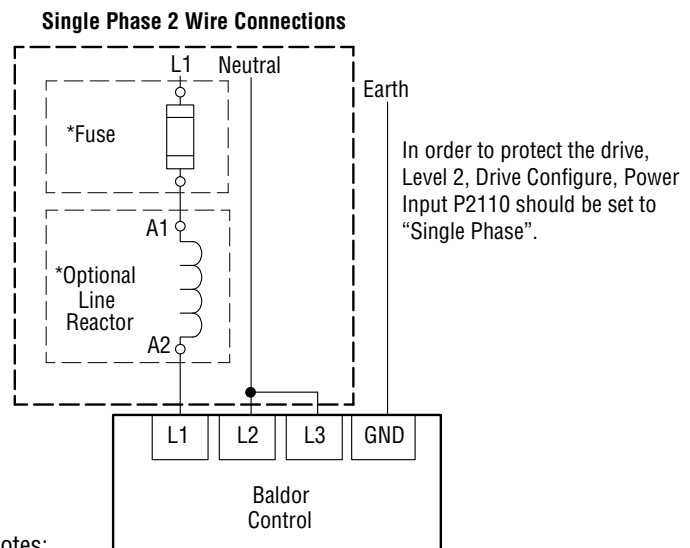 Single Phase 2 Wire Connections
L1 Neutral
Earth
*Fuse
In order to protect the drive,
Level 2, Drive Configure, Power
Input P2110 should be set to
“Single Phase”.
A1
*Optional
Line
Reactor
A2
L1 L2 L3 GND
Baldor
Control
otes: